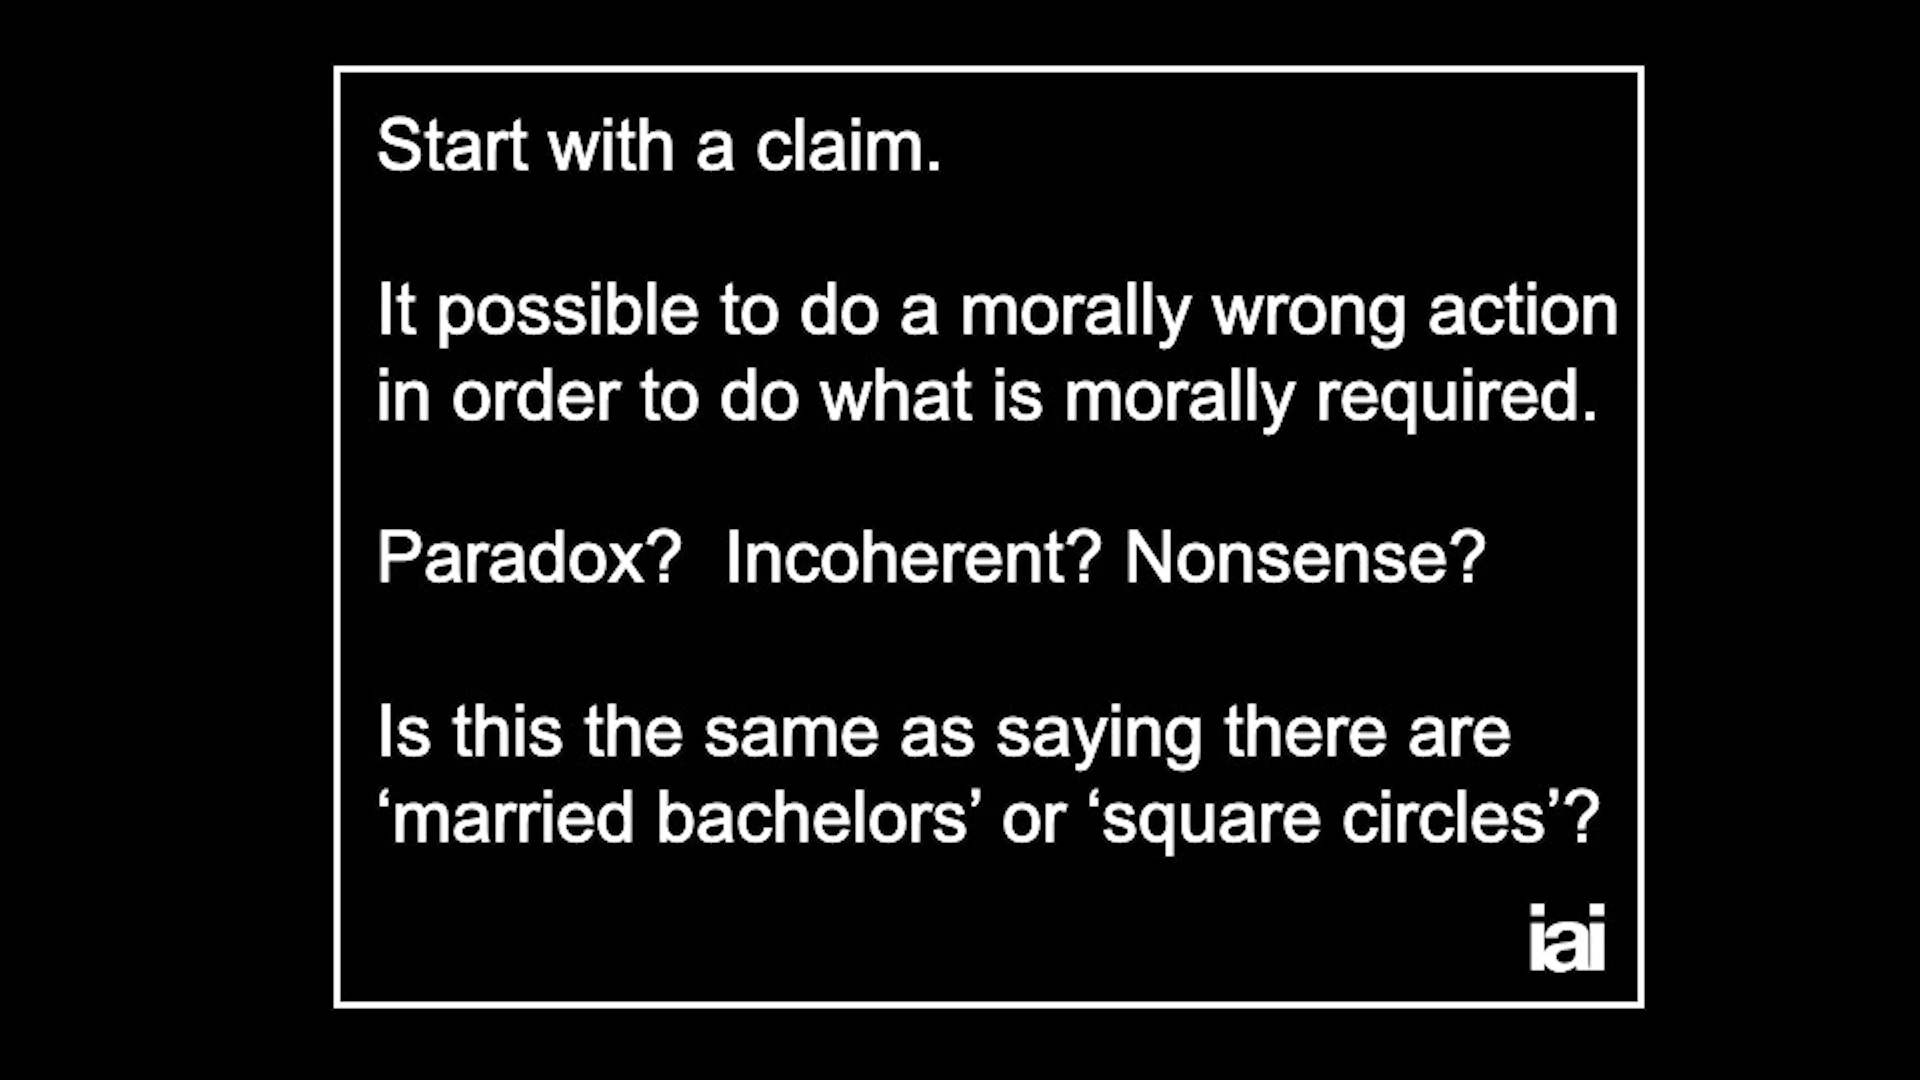 Start with a claim.
It possible to do a morally wrong action
in order to do what is morally required.
Paradox?  Incoherent? Nonsense?
Is this the same as saying there are
‘married bachelors’ or ‘square circles’?
iai